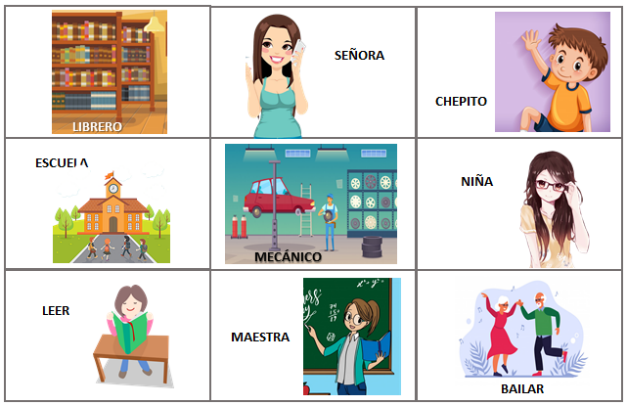 LIBRERO
SEÑORA
CHEPITO
ESCUELA
MECÁNICO
NIÑA
LEER
MAESTRA
BAILAR